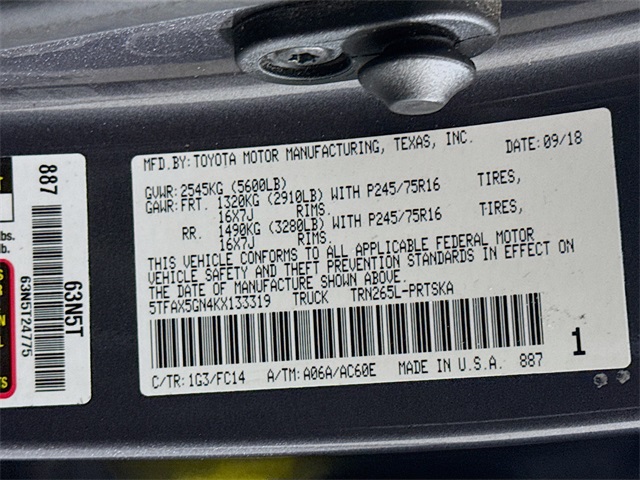 MFD.BY:TOYOTA MOTOR MANUFACTURING, TEXAS, INC. DATE:09/18
GVWR:2545KG (5600LB)
GAWR:FRT. 1320KG (2910LB) WITH P245/75R16 TIRES,
16X7J RIMS.
RR. 1490KG (3280LB) WITH P245/75R16 TIRES,
16X7J RIMS.
THIS VEHICLE CONFORMS TO ALL APPLICABLE FEDERAL MOTOR
VEHICLE SAFETY AND THEFT PREVENTION STANDARDS IN EFFECT ON
THE DATE OF MANUFACTURE SHOWN ABOVE.
5TFAX5GN4KX133319 TRUCK TRN265L-PRTSKA
C/TR:1G3/FC14 A/TM:A06A/AC60E MADE IN U.S.A. 887 1
887
63N5T
63N5T24775
bs.
b.
S
R
N
N
TS